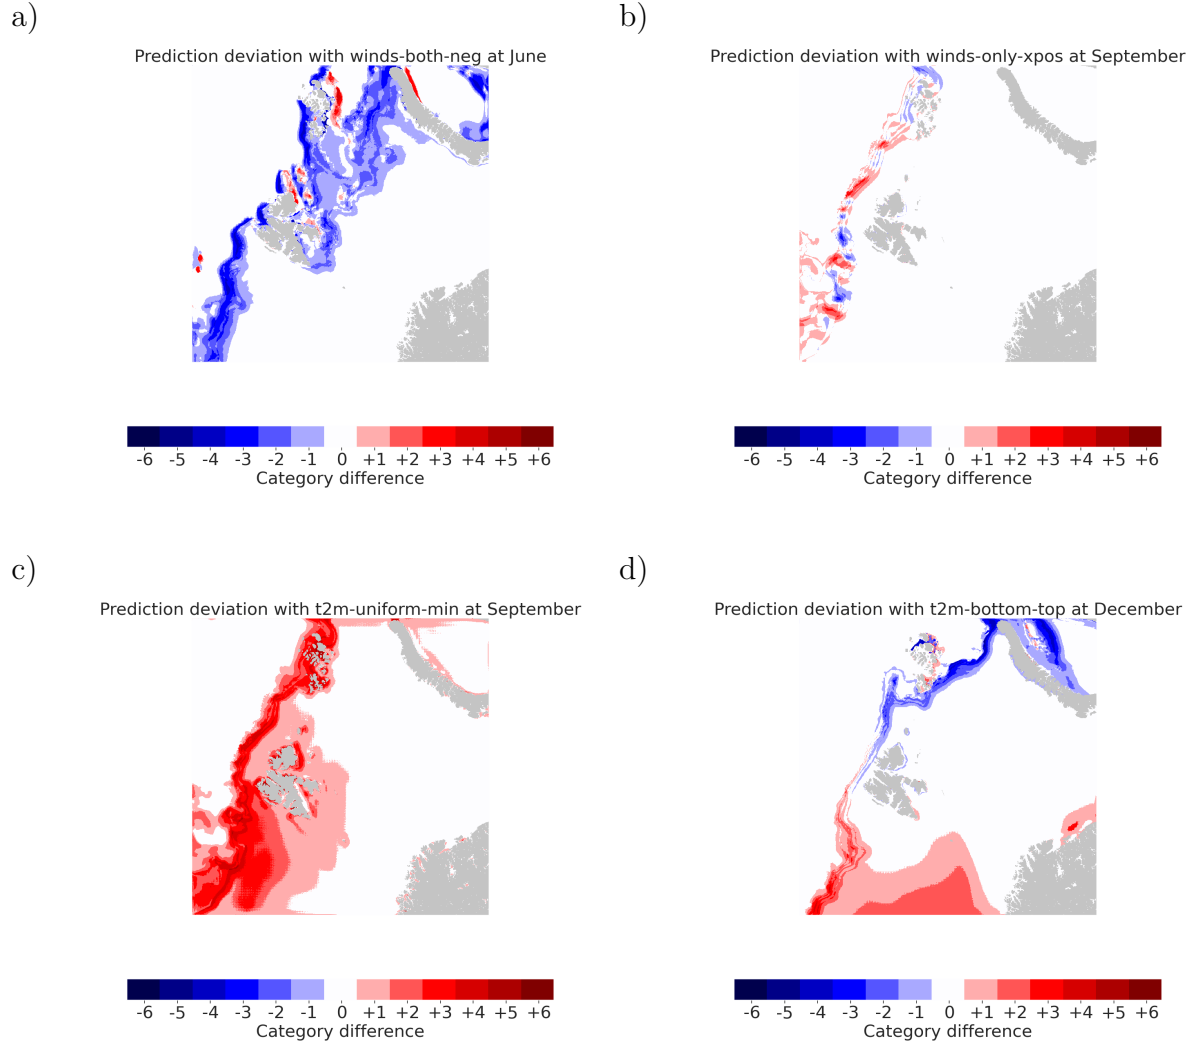 a)
Prediction deviation with winds-both-neg at June
-6 -5 -4 -3 -2 -1 0 +1 +2 +3 +4 +5 +6
Category difference
b)
Prediction deviation with winds-only-xpos at September
-6 -5 -4 -3 -2 -1 0 +1 +2 +3 +4 +5 +6
Category difference
c)
Prediction deviation with t2m-uniform-min at September
-6 -5 -4 -3 -2 -1 0 +1 +2 +3 +4 +5 +6
Category difference
d)
Prediction deviation with t2m-bottom-top at December
-6 -5 -4 -3 -2 -1 0 +1 +2 +3 +4 +5 +6
Category difference